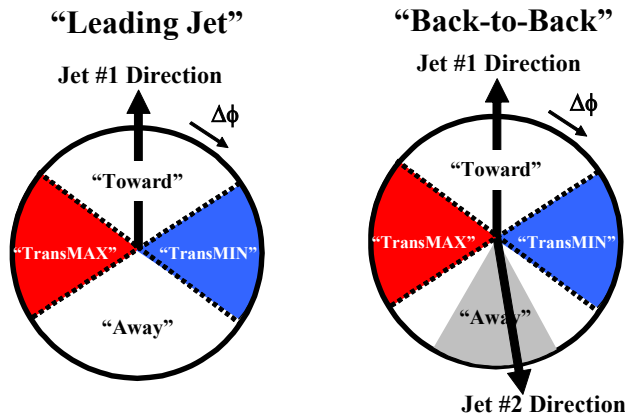 “Leading Jet”
Jet #1 Direction
Δϕ
“Toward”
“TransMAX”
“TransMIN”
“Away”
“Back-to-Back”
Jet #1 Direction
Δϕ
“Toward”
“TransMAX”
“TransMIN”
“Away”
Jet #2 Direction